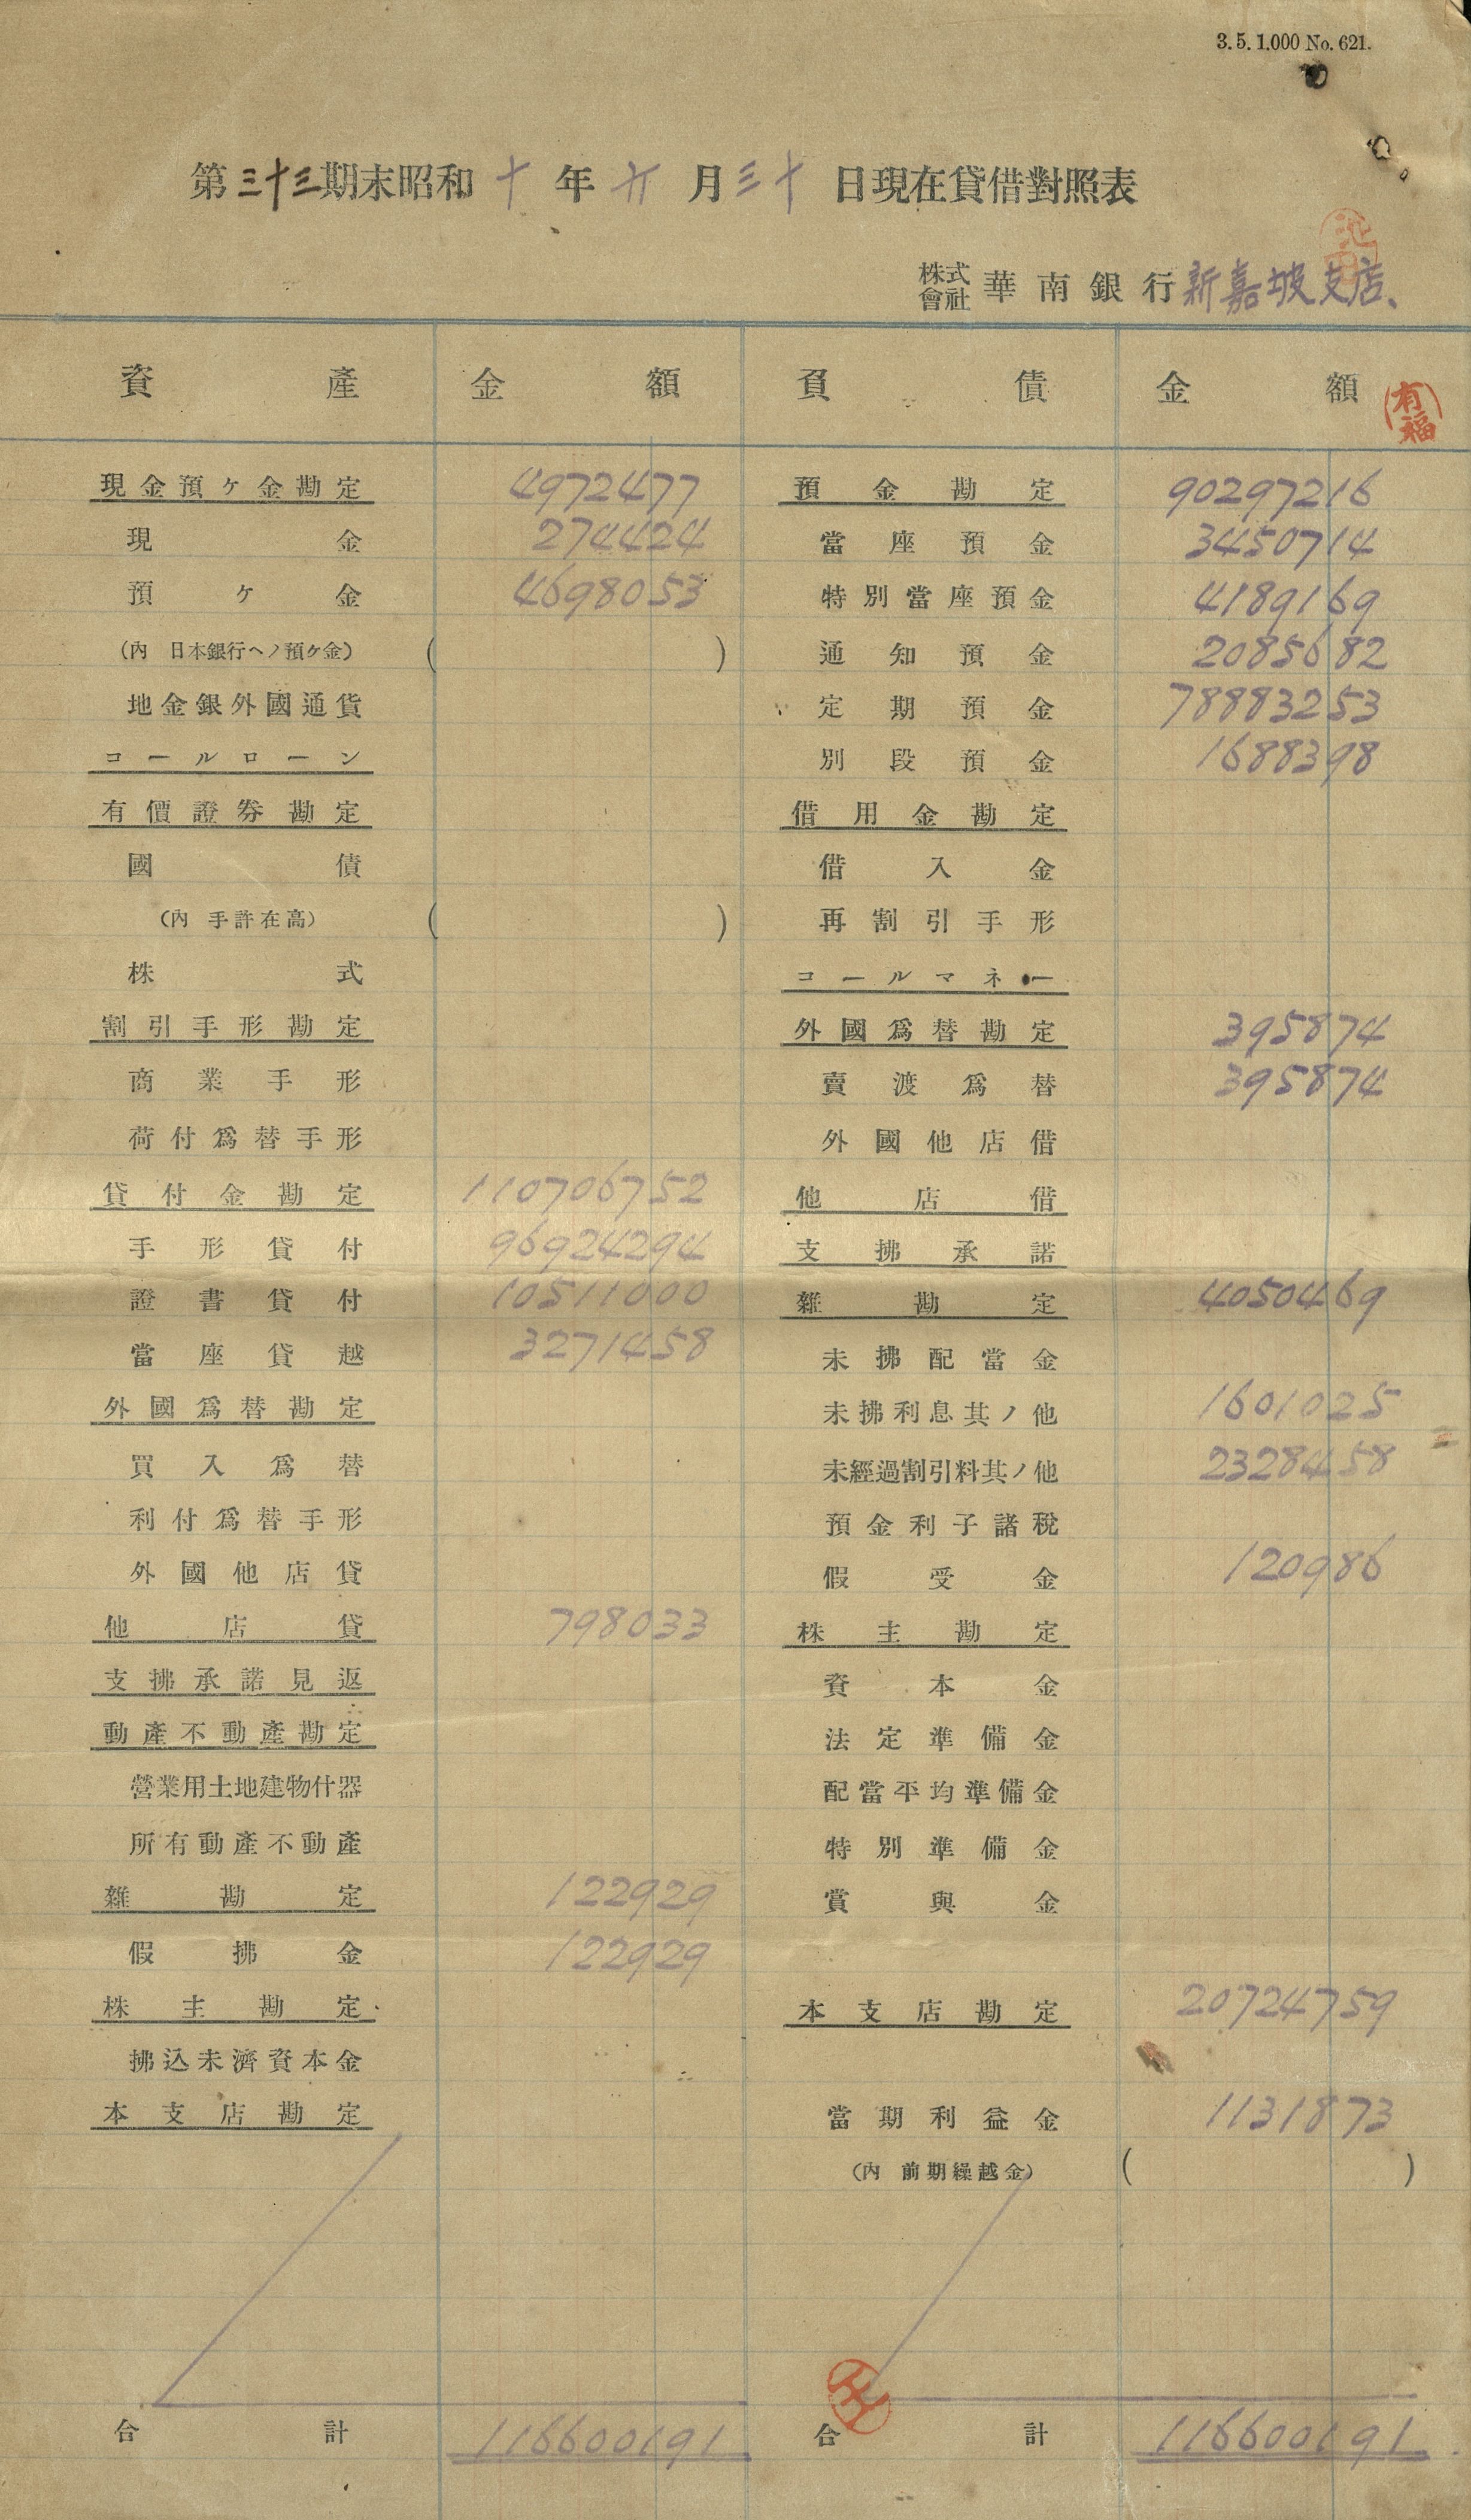 3.5.1.000 No.621.
第三十三期末昭和十年六月三十日現在貸借對照表
株式會社 華南銀行 新嘉坡支店、
資產 金額 負債 金額
有福
現金預ケ金勘定 4972477 預金勘定 90297216
現金 274424 當座預金 3450714
預ケ金 4698053 特別當座預金 4189169
(內 日本銀行ヘノ預ケ金) ( ) 通知預金 2085682
地金銀外國通貨 定期預金 78883253
コールローン 別段預金 1688398
有價證券勘定 借用金勘定
國債 借入金
(內 手許在高) ( ) 再割引手形
株式 コールマネー
割引手形勘定 外國爲替勘定 395874
商業手形 賣渡爲替 395874
荷付爲替手形 外國他店借
貸付金勘定 110706752 他店借
手形貸付 96924294 支拂承諾
證書貸付 10511000 雜勘定 4050469
當座貸越 3271458 未拂配當金
外國爲替勘定 未拂利息其ノ他 1601025
買入爲替 未經過割引料其ノ他 2328458
利付爲替手形 預金利子諸稅
外國他店貸 假受金 120986
他店貸 798033 株主勘定
支拂承諾見返 資本金
動產不動產勘定 法定準備金
營業用土地建物什器 配當平均準備金
所有動產不動產 特別準備金
雜勘定 122929 賞與金
假拂金 122929
株主勘定 本支店勘定 20724759
拂込未濟資本金
本支店勘定 當期利益金 1131873
(內 前期繰越金) ( )
合計 116600191 合計 116600191